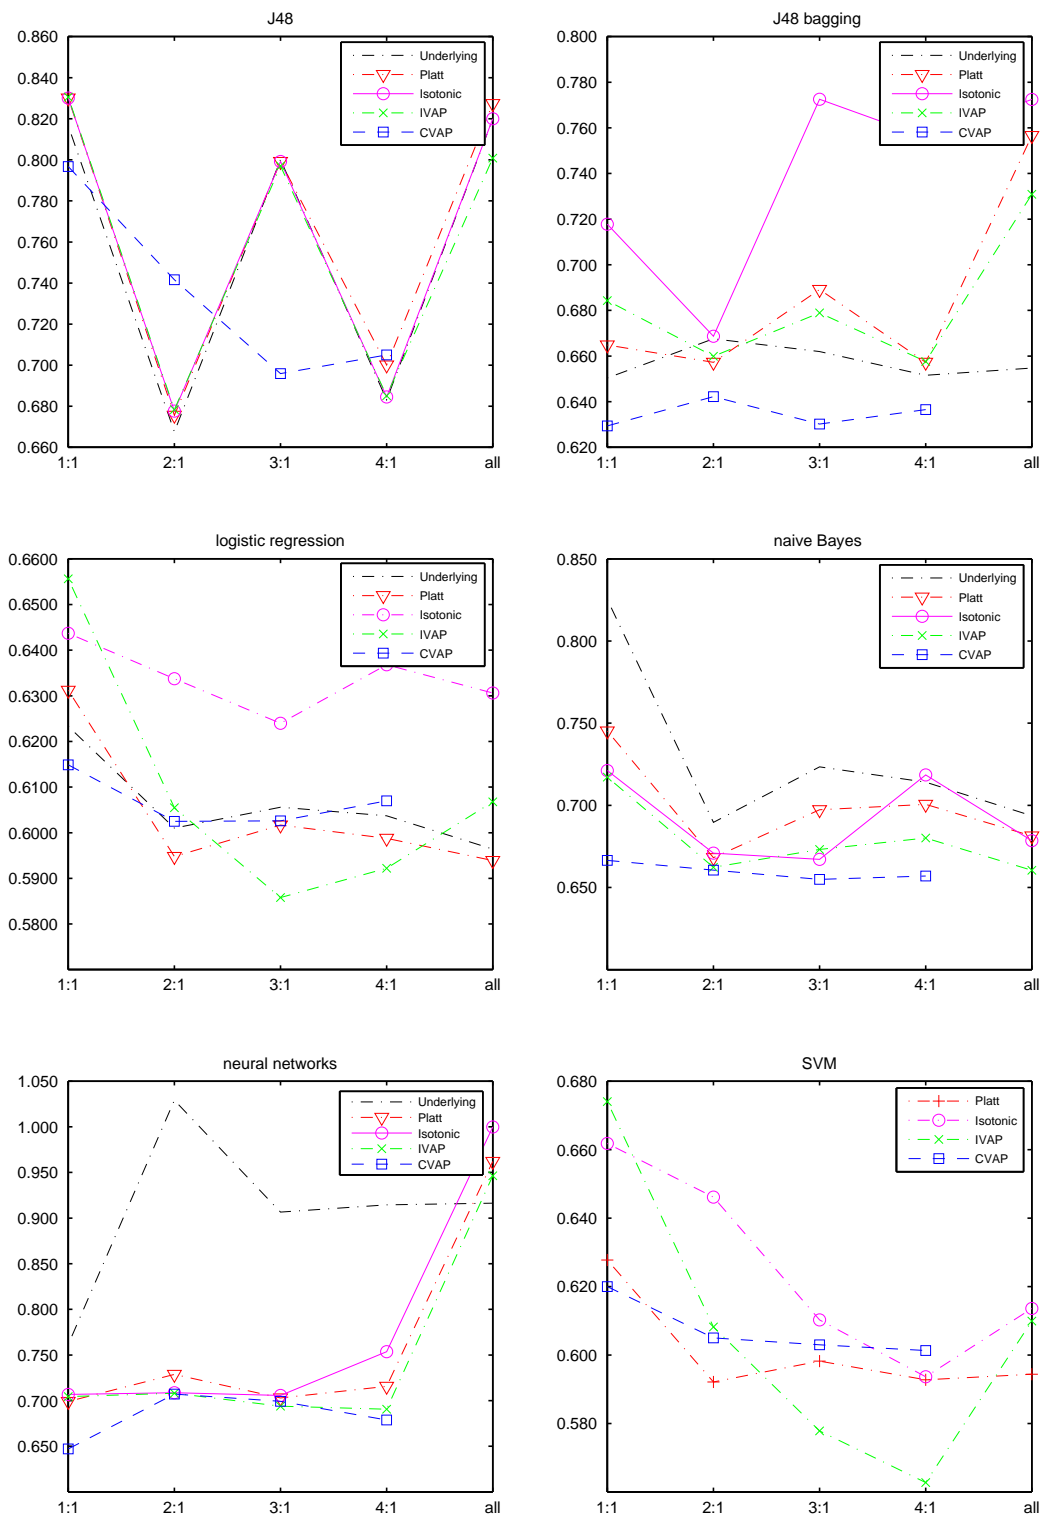 J48
0.860
0.840
0.820
0.800
0.780
0.760
0.740
0.720
0.700
0.680
0.660
1:1 2:1 3:1 4:1 all
Underlying
Platt
Isotonic
IVAP
CVAP
J48 bagging
0.800
0.780
0.760
0.740
0.720
0.700
0.680
0.660
0.640
0.620
1:1 2:1 3:1 4:1 all
Underlying
Platt
Isotonic
IVAP
CVAP
logistic regression
0.6600
0.6500
0.6400
0.6300
0.6200
0.6100
0.6000
0.5900
0.5800
1:1 2:1 3:1 4:1 all
Underlying
Platt
Isotonic
IVAP
CVAP
naive Bayes
0.850
0.800
0.750
0.700
0.650
1:1 2:1 3:1 4:1 all
Underlying
Platt
Isotonic
IVAP
CVAP
neural networks
1.050
1.000
0.950
0.900
0.850
0.800
0.750
0.700
0.650
1:1 2:1 3:1 4:1 all
Underlying
Platt
Isotonic
IVAP
CVAP
SVM
0.680
0.660
0.640
0.620
0.600
0.580
1:1 2:1 3:1 4:1 all
Platt
Isotonic
IVAP
CVAP